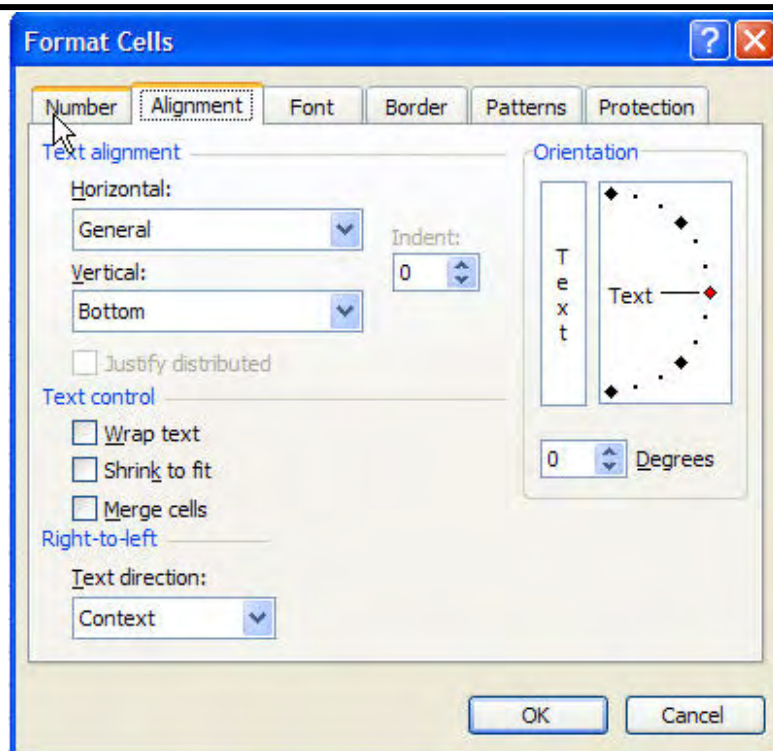 Format Cells
Number Alignment Font Border Patterns Protection
Text alignment
Horizontal:
General
Indent:
0
Vertical:
Bottom
Justify distributed
Text control
Wrap text
Shrink to fit
Merge cells
Right-to-left
Text direction:
Context
Orientation
T
e
x
t
Text
0 Degrees
OK Cancel